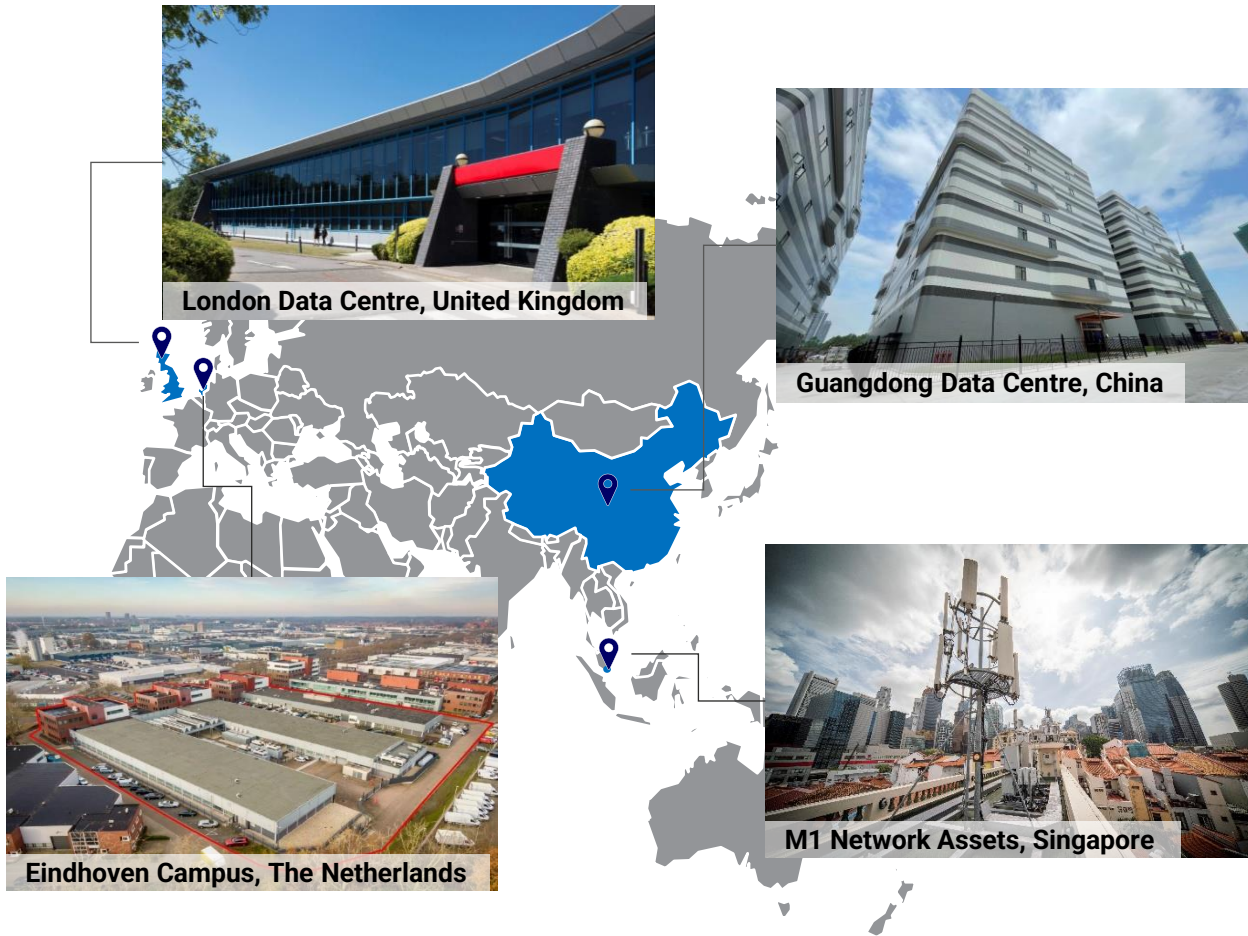 London Data Centre, United Kingdom
Guangdong Data Centre, China
Eindhoven Campus, The Netherlands
M1 Network Assets, Singapore